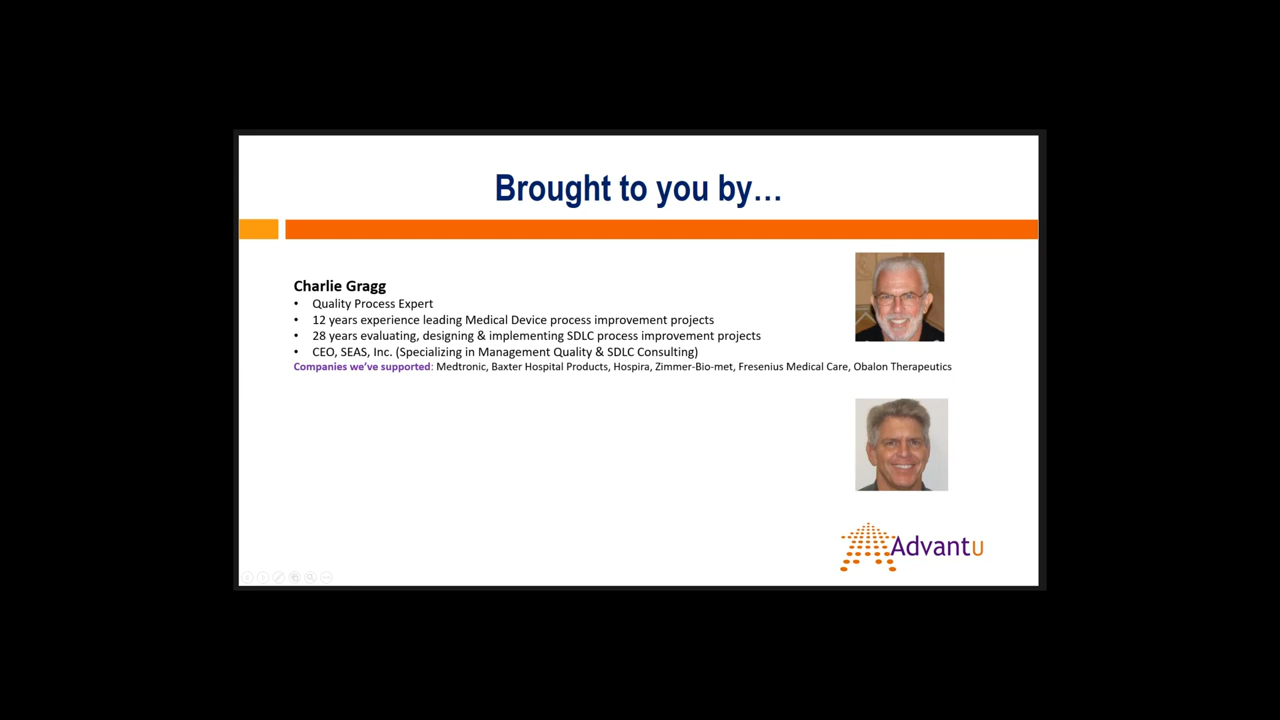 Brought to you by…
Charlie Gragg
• Quality Process Expert
• 12 years experience leading Medical Device process improvement projects
• 28 years evaluating, designing & implementing SDLC process improvement projects
• CEO, SEAS, Inc. (Specializing in Management Quality & SDLC Consulting)
Companies we've supported: Medtronic, Baxter Hospital Products, Hospira, Zimmer-Bio-met, Fresenius Medical Care, Obalon Therapeutics
AdvantU